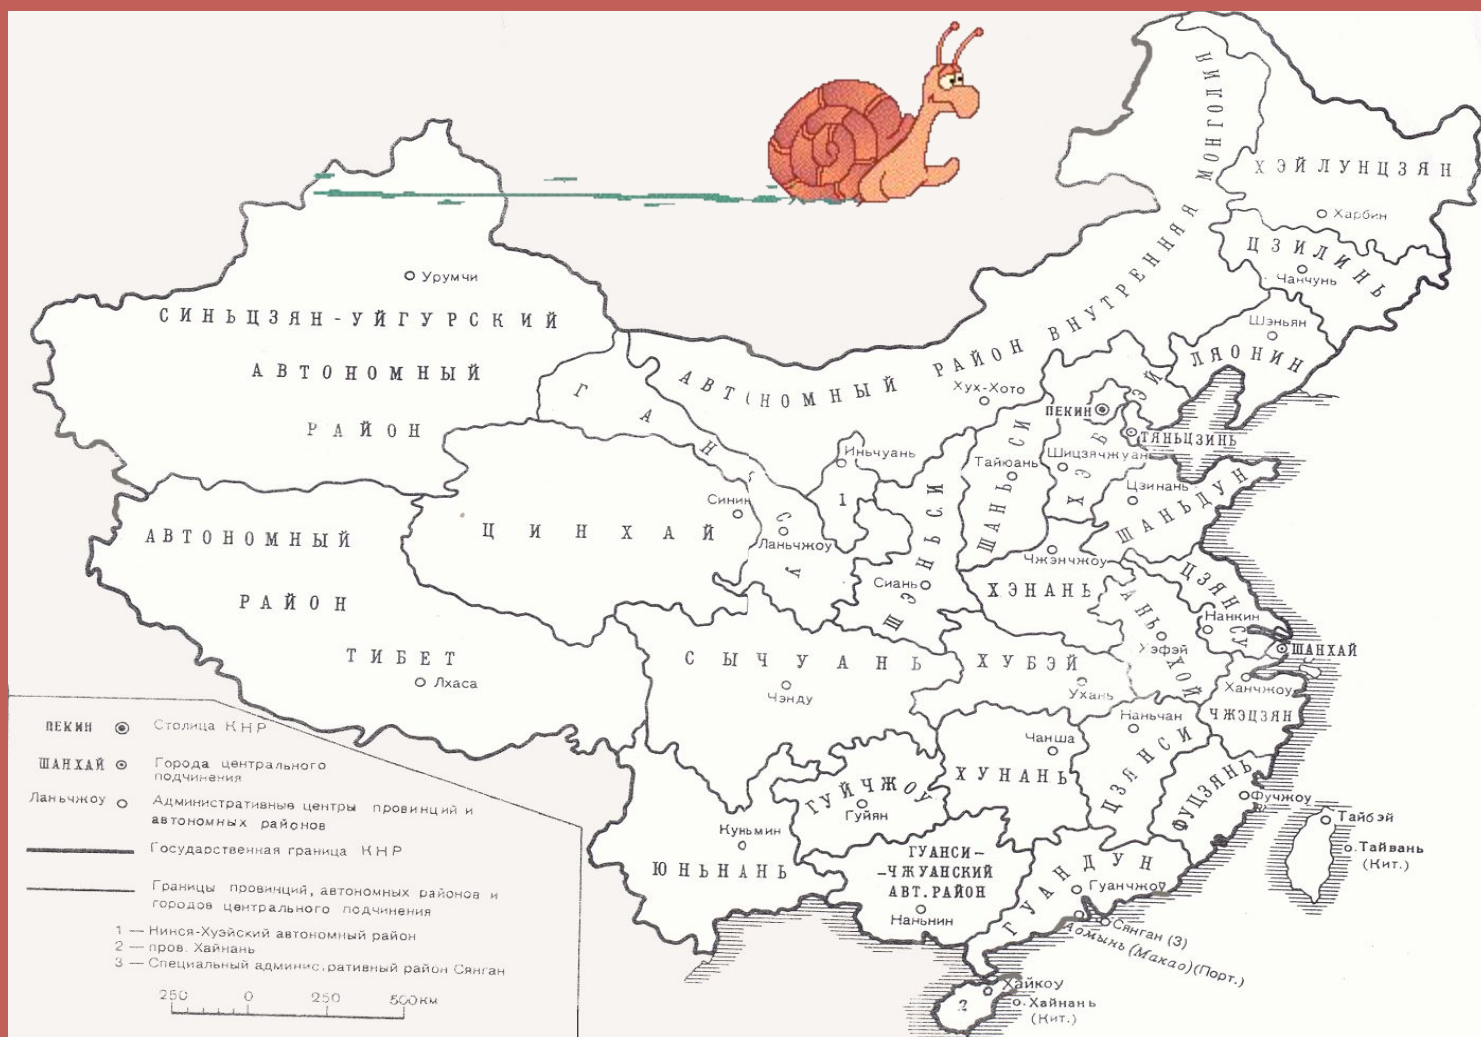 МОНГОЛИЯ
ХЭЙЛУНЦЗЯН
Харбин
ЦЗИЛИНЬ
Чанчунь
Урумчи
СИНЬЦЗЯН-УЙГУРСКИЙ
АВТОНОМНЫЙ
РАЙОН
АВТОНОМНЫЙ РАЙОН ВНУТРЕННЯЯ
Шэньян
ЛЯОНИН
Хух-Хото
ГАНСУ
ПЕКИН
ТЯНЬЦЗИНЬ
ХЭБЭЙ
Иньчуань
1
Тайюань
ШАНЬСИ
Шицзячжуан
Цзинань
ШАНЬДУН
Синин
ЦИНХАЙ
Ланьчжоу
ШЭНЬСИ
Сиань
Чжэнчжоу
ХЭНАНЬ
АВТОНОМНЫЙ
РАЙОН
ТИБЕТ
Лхаса
ЦЗЯНСУ
Нанкин
АНЬХОЙ
Хэфэй
ШАНХАЙ
СЫЧУАНЬ
Чэнду
ХУБЭЙ
Ухань
Ханчжоу
ЧЖЭЦЗЯН
Наньчан
ЦЗЯНСИ
Чанша
ХУНАНЬ
ГУЙЧЖОУ
Гуйян
ФУЦЗЯНЬ
Фучжоу
Тайбэй
Тайвань
(Кит.)
Куньмин
ЮНЬНАНЬ
ГУАНСИ-
-ЧЖУАНСКИЙ
АВТ.РАЙОН
Наньнин
ГУАНДУН
Гуанчжоу
Сянган (3)
Аомынь (Макао)(Порт.)
Хайкоу
2
Хайнань
(Кит.)
ПЕКИН Столица КНР
ШАНХАЙ Города центрального
подчинения
Ланьчжоу Административные центры провинций и
автономных районов
Государственная граница КНР
Границы провинций, автономных районов и
городов центрального подчинения
1 — Нинся-Хуэйский автономный район
2 — пров. Хайнань
3 — Специальный административный район Сянган
250 0 250 500км